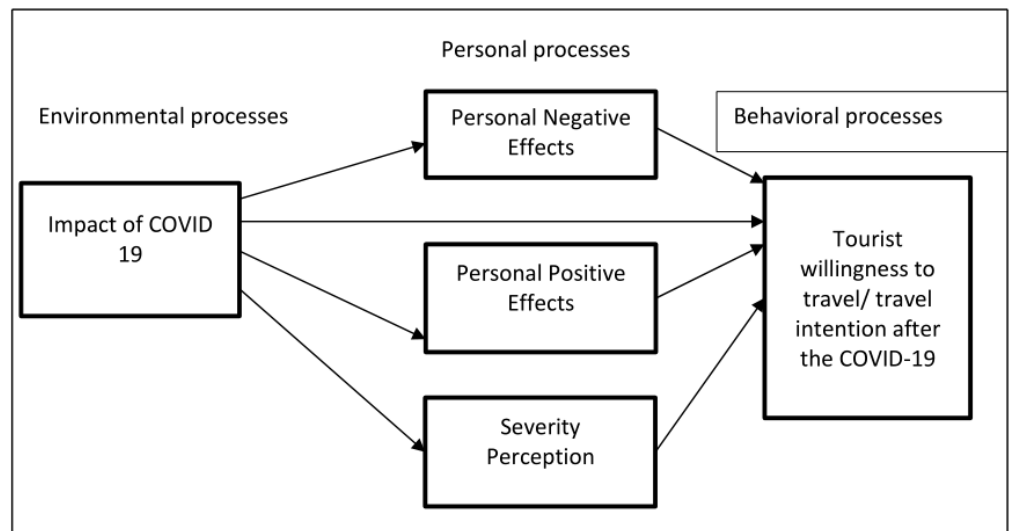 Personal processes
Environmental processes
Personal Negative
Effects
Behavioral processes
Impact of COVID
19
Personal Positive
Effects
Tourist
willingness to
travel/ travel
intention after
the COVID-19
Severity
Perception